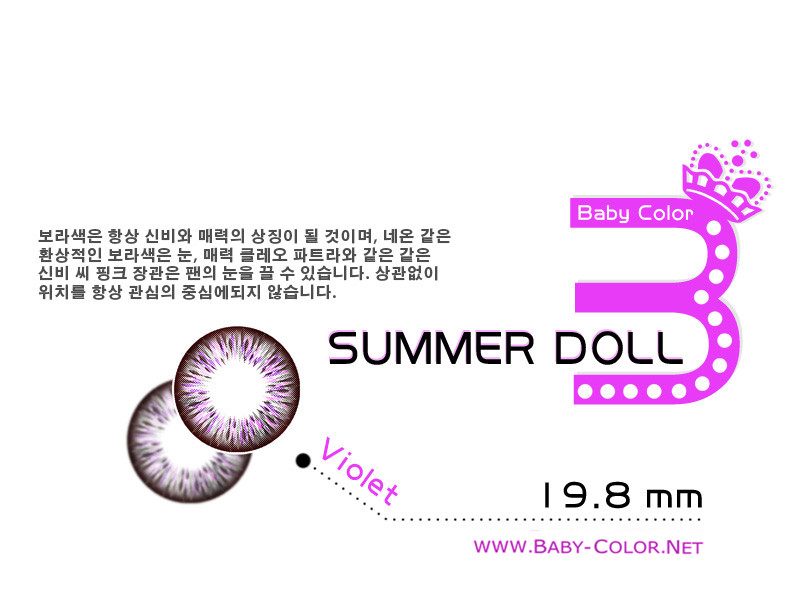 Baby Color
3
보라색은 항상 신비와 매력의 상징이 될 것이며, 네온 같은
환상적인 보라색은 눈, 매력 클레오 파트라와 같은 같은
신비 씨 핑크 장관은 팬의 눈을 끌 수 있습니다. 상관없이
위치를 항상 관심의 중심에되지 않습니다.
SUMMER DOLL
Violet
19.8 mm
WWW.BABY-COLOR.NET